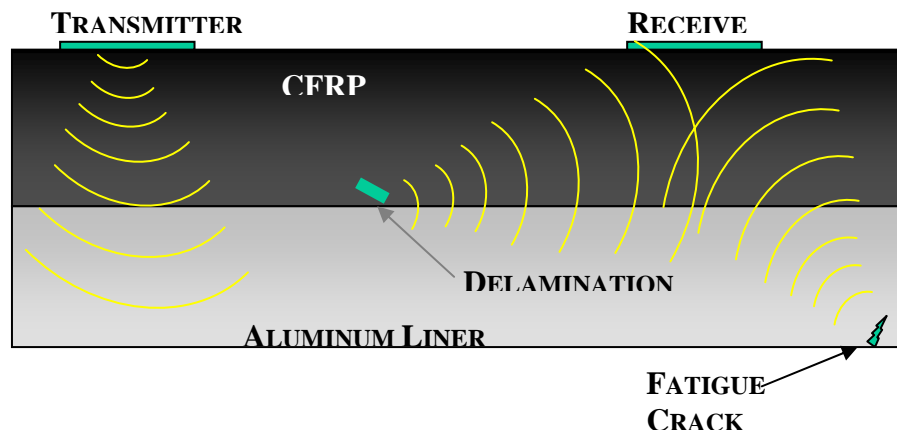 TRANSMITTER
RECEIVE
CFRP
DELAMINATION
ALUMINUM LINER
FATIGUE
CRACK